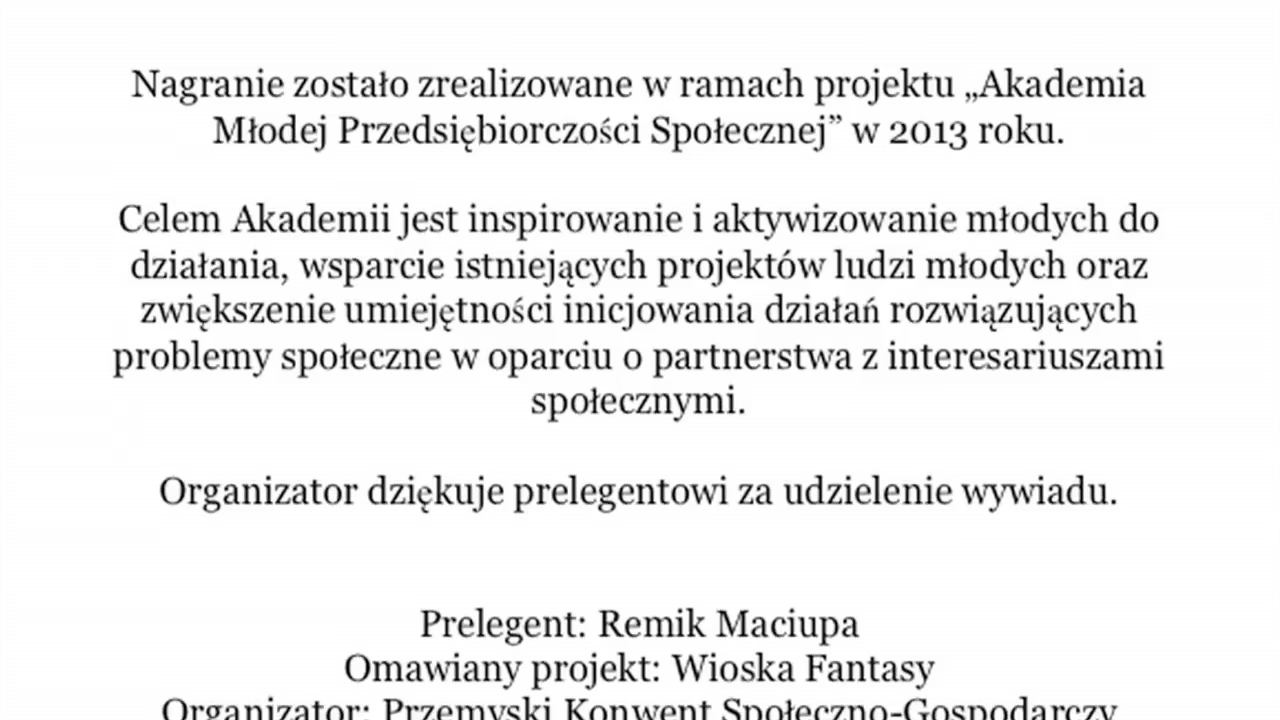 Nagranie zostało zrealizowane w ramach projektu „Akademia
Młodej Przedsiębiorczości Społecznej” w 2013 roku.
Celem Akademii jest inspirowanie i aktywizowanie młodych do
działania, wsparcie istniejących projektów ludzi młodych oraz
zwiększenie umiejętności inicjowania działań rozwiązujących
problemy społeczne w oparciu o partnerstwa z interesariuszami
społecznymi.
Organizator dziękuje prelegentowi za udzielenie wywiadu.
Prelegent: Remik Maciupa
Omawiany projekt: Wioska Fantasy
Organizator: Przemyski Konwent Społeczno-Gospodarczy